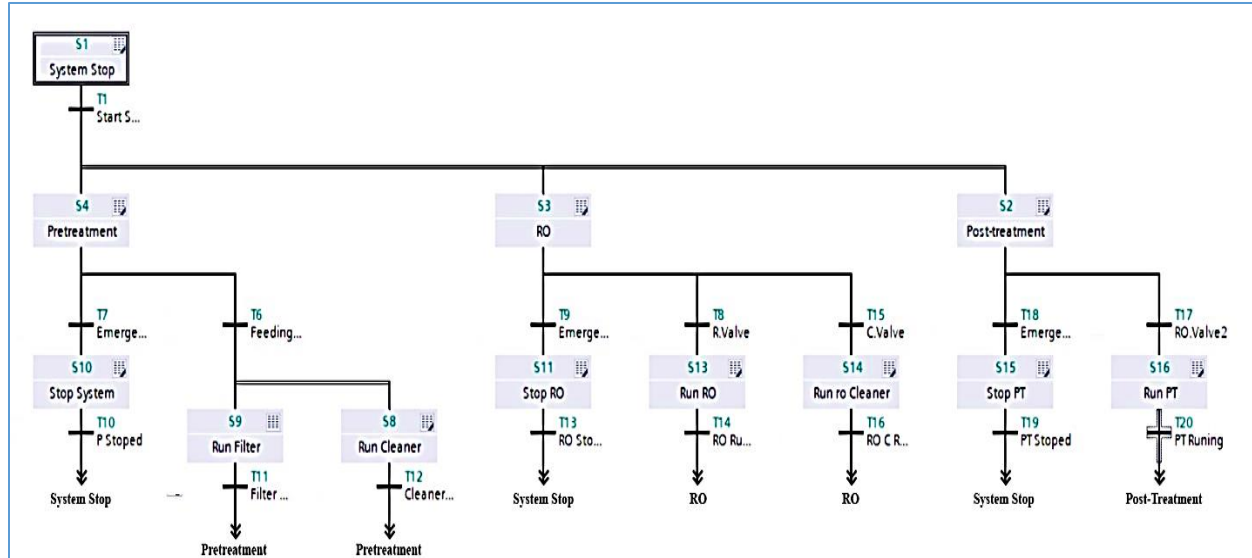 S1
System Stop
T1
Start S...
S4
Pretreatment
S3
RO
S2
Post-treatment
T7
Emerge...
T6
Feeding...
T9
Emerge...
T8
R.Valve
T15
C.Valve
T18
Emerge...
T17
RO.Valve2
S10
Stop System
S11
Stop RO
S13
Run RO
S14
Run ro Cleaner
S15
Stop PT
S16
Run PT
S9
Run Filter
S8
Run Cleaner
T10
P Stoped
T13
RO Sto...
T14
RO Ru...
T16
RO C R...
T19
PT Stoped
T20
PT Runing
T11
Filter ...
T12
Cleaner...
System Stop
System Stop
RO
RO
System Stop
Post-Treatment
Pretreatment
Pretreatment